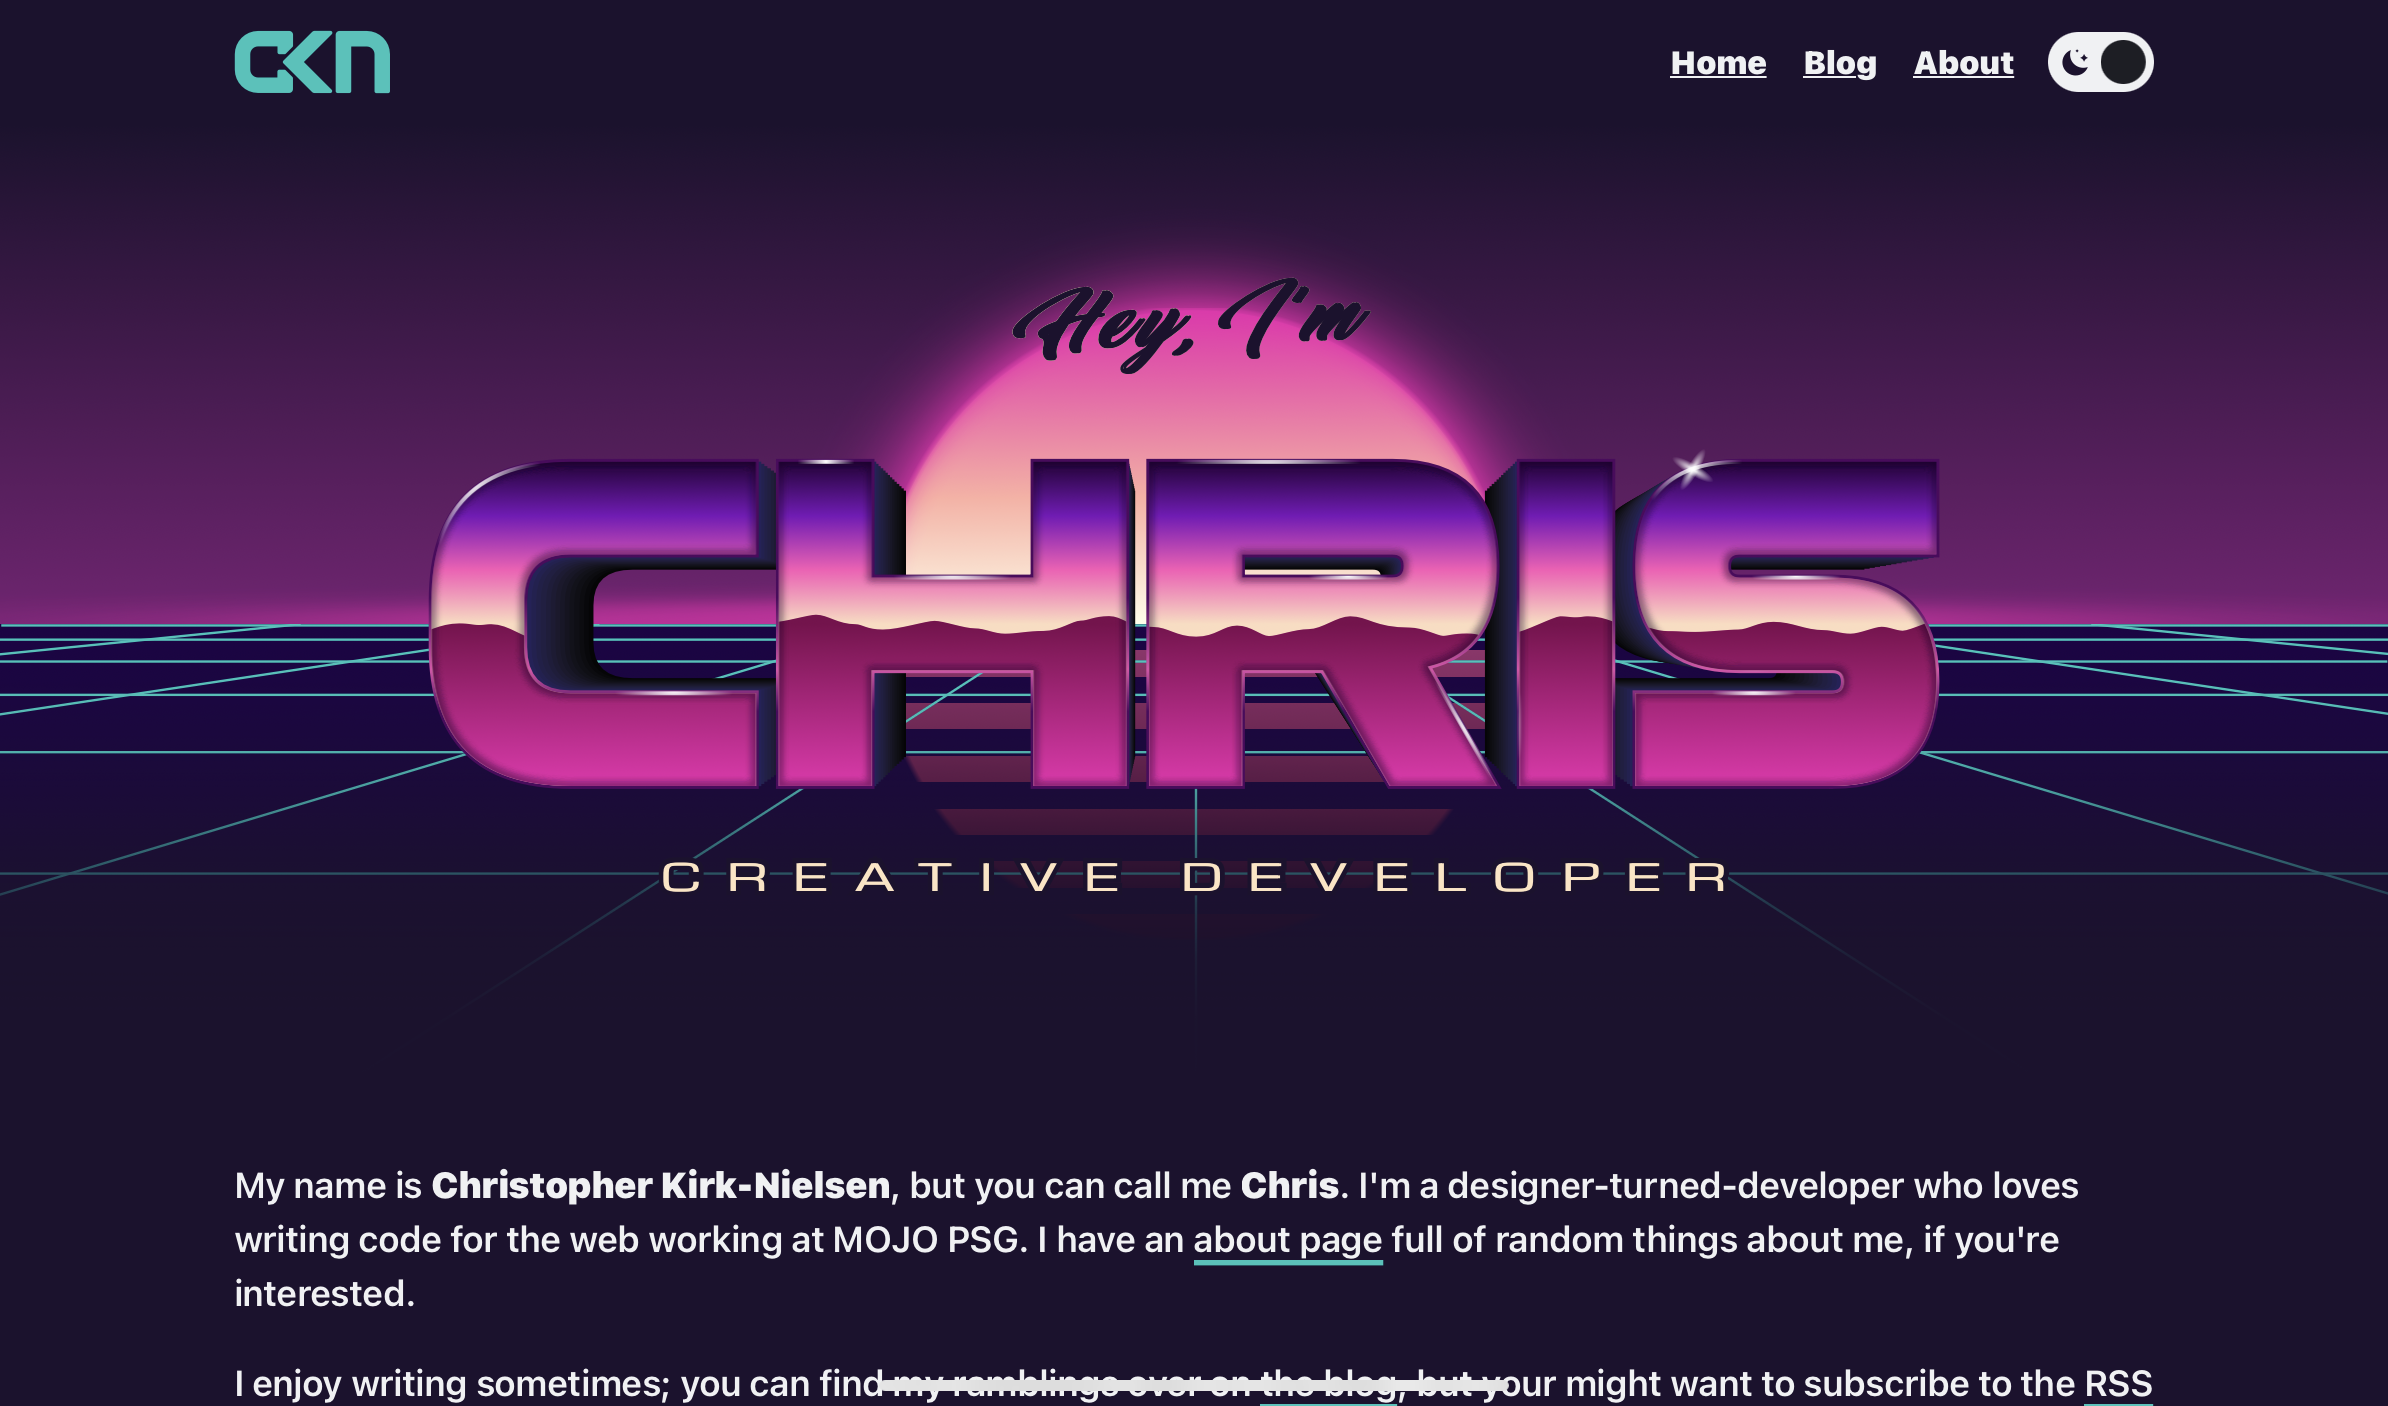 CKN
Home Blog About
Hey, I'm
CHRIS
CREATIVE DEVELOPER
My name is Christopher Kirk-Nielsen, but you can call me Chris. I'm a designer-turned-developer who loves
writing code for the web working at MOJO PSG. I have an about page full of random things about me, if you're
interested.
I enjoy writing sometimes; you can find my ramblings over on the blog, but your might want to subscribe to the RSS